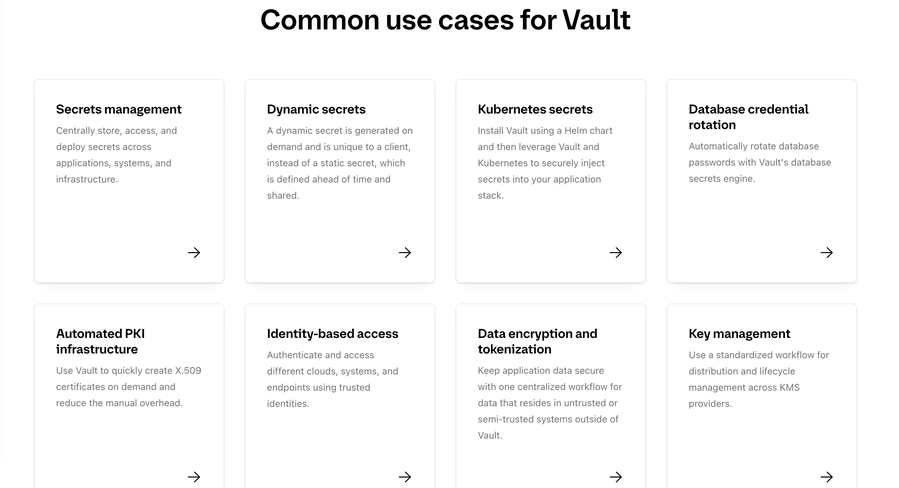 Common use cases for Vault
Secrets management
Centrally store, access, and
deploy secrets across
applications, systems, and
infrastructure.
Dynamic secrets
A dynamic secret is generated on
demand and is unique to a client,
instead of a static secret, which
is defined ahead of time and
shared.
Kubernetes secrets
Install Vault using a Helm chart
and then leverage Vault and
Kubernetes to securely inject
secrets into your application
stack.
Database credential
rotation
Automatically rotate database
passwords with Vault's database
secrets engine.
Automated PKI
infrastructure
Use Vault to quickly create X.509
certificates on demand and
reduce the manual overhead.
Identity-based access
Authenticate and access
different clouds, systems, and
endpoints using trusted
identities.
Data encryption and
tokenization
Keep application data secure
with one centralized workflow for
data that resides in untrusted or
semi-trusted systems outside of
Vault.
Key management
Use a standardized workflow for
distribution and lifecycle
management across KMS
providers.